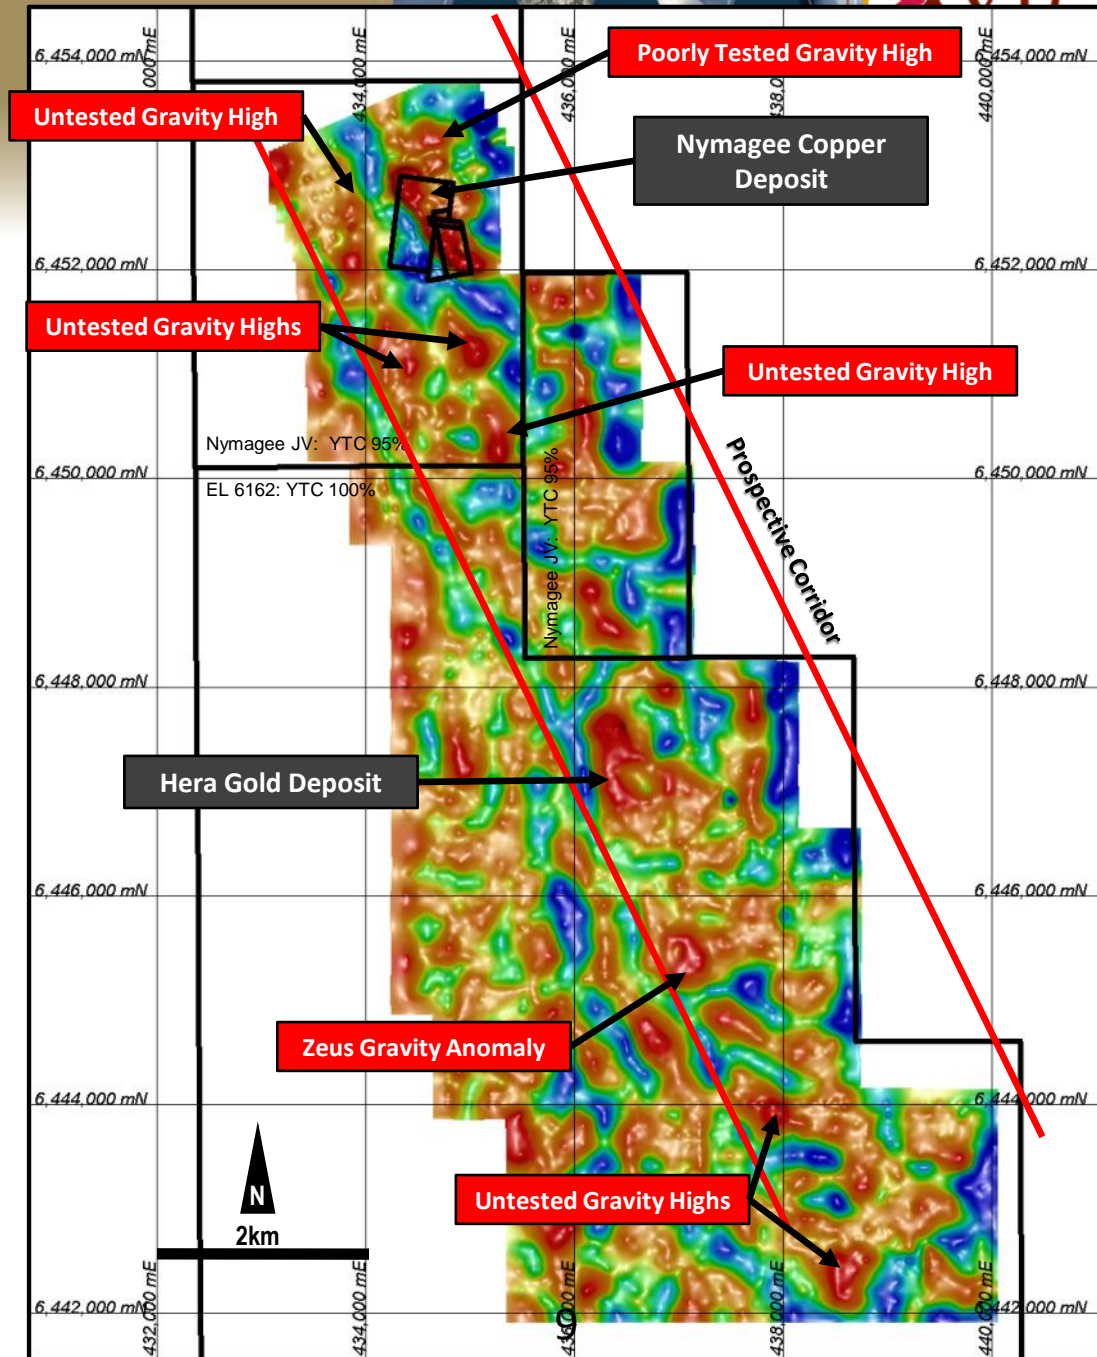 6,454,000 mN
000 mE
434,000 mE
436,000 mE
438,0
mE
440,000 mE
6,454,000 mN
Poorly Tested Gravity High
Untested Gravity High
Nymagee Copper
Deposit
6,452,000 mN
6,452,000 mN
Untested Gravity Highs
Untested Gravity High
Nymagee JV: YTC 95%
6,450,000 mN
EL 6162: YTC 100%
Nymagee JV: YTC 95%
Prospective Corridor
6,450,000 mN
6,448,000 mN
6,448,000 mN
Hera Gold Deposit
6,446,000 mN
6,446,000 mN
Zeus Gravity Anomaly
6,444,000 mN
6,444,000 mN
Untested Gravity Highs
N
2km
6,442,000 mN
6,442,000 mN
432,000 mE
434,000 mE
438,000 mE
440,000 mE